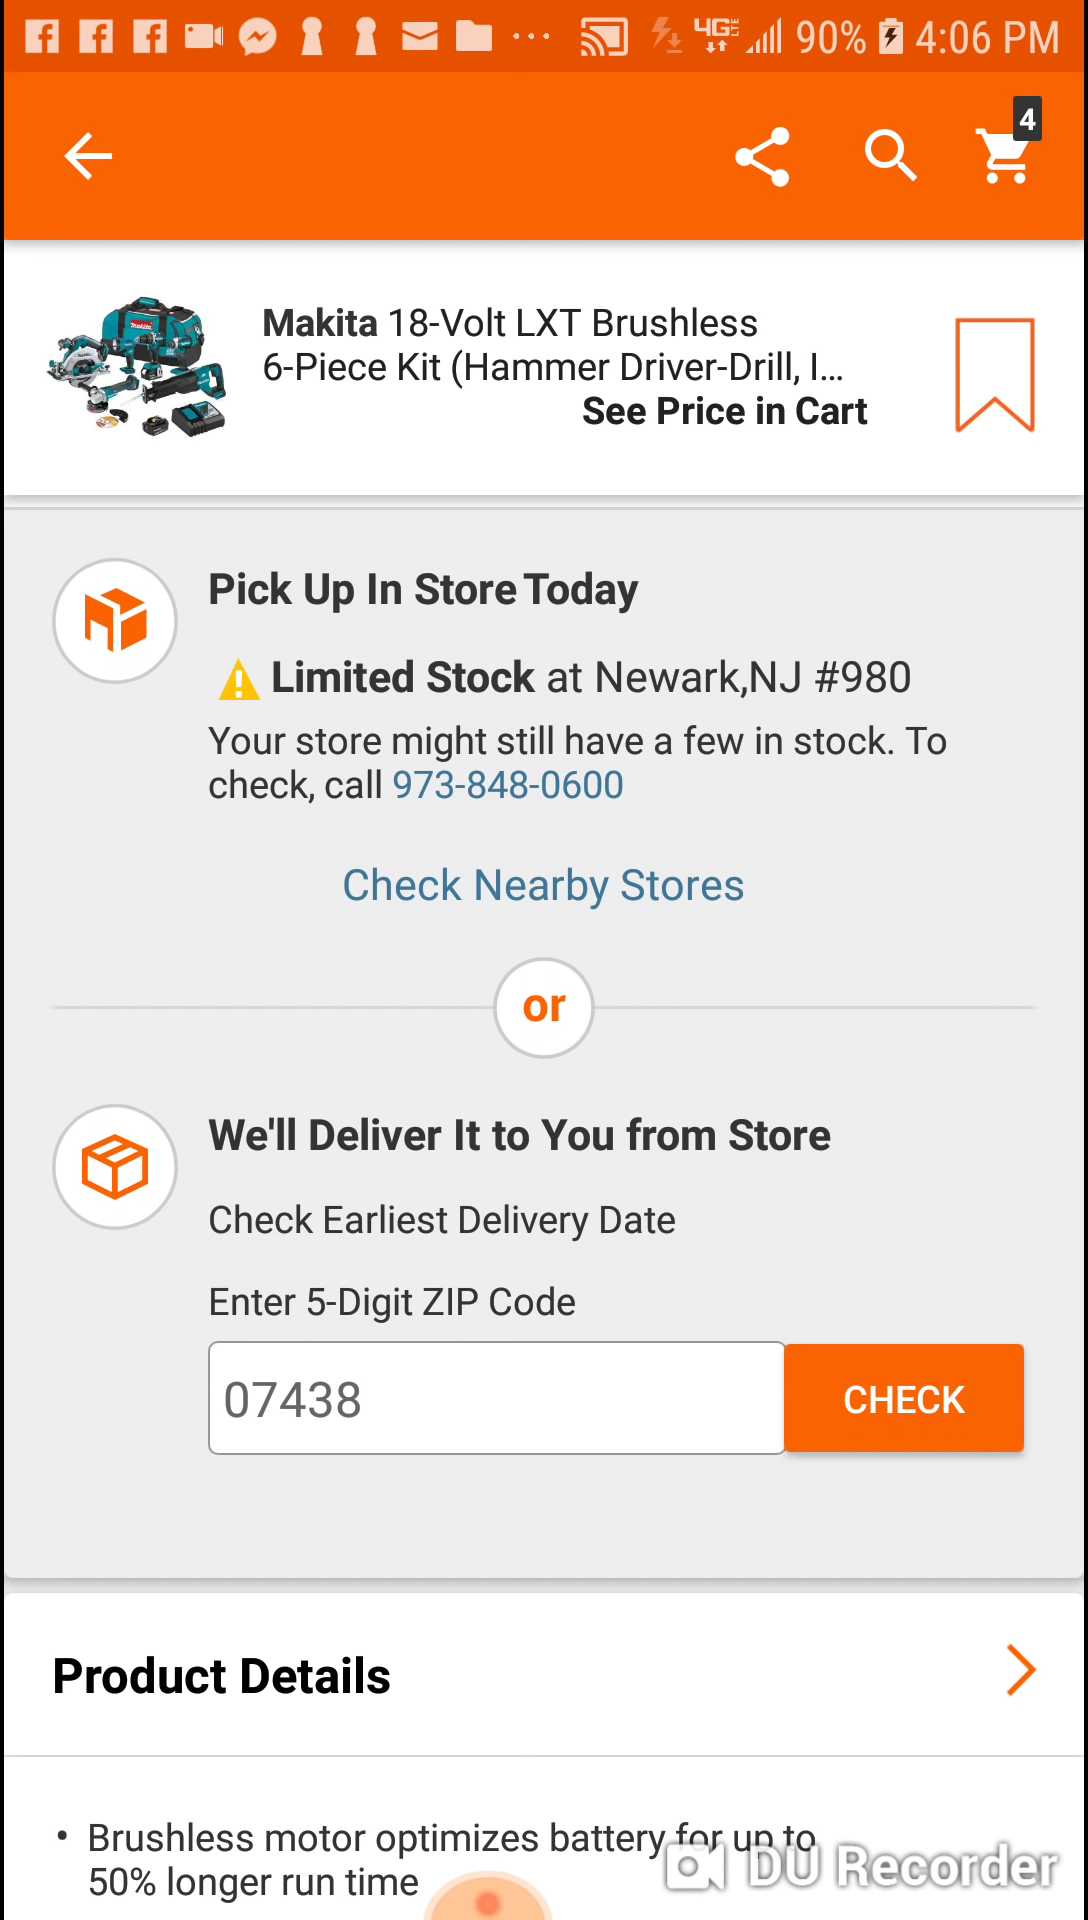 4G LTE 90% 4:06 PM
4
Makita 18-Volt LXT Brushless
6-Piece Kit (Hammer Driver-Drill, I...
See Price in Cart
Pick Up In Store Today
Limited Stock at Newark,NJ #980
Your store might still have a few in stock. To
check, call 973-848-0600
Check Nearby Stores
or
We'll Deliver It to You from Store
Check Earliest Delivery Date
Enter 5-Digit ZIP Code
07438
CHECK
Product Details
• Brushless motor optimizes battery for up to
50% longer run time
DU Recorder